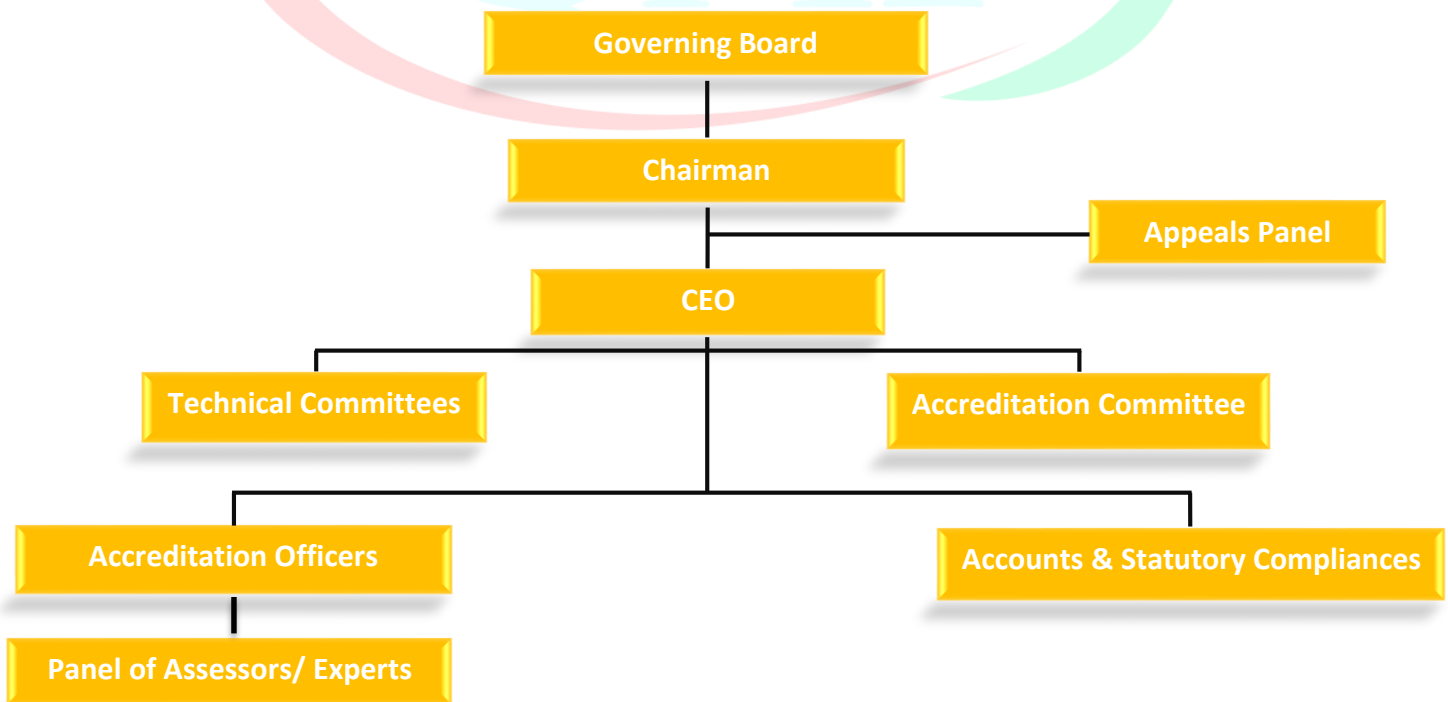 Governing Board
Chairman
Appeals Panel
CEO
Technical Committees
Accreditation Committee
Accreditation Officers
Accounts & Statutory Compliances
Panel of Assessors/ Experts